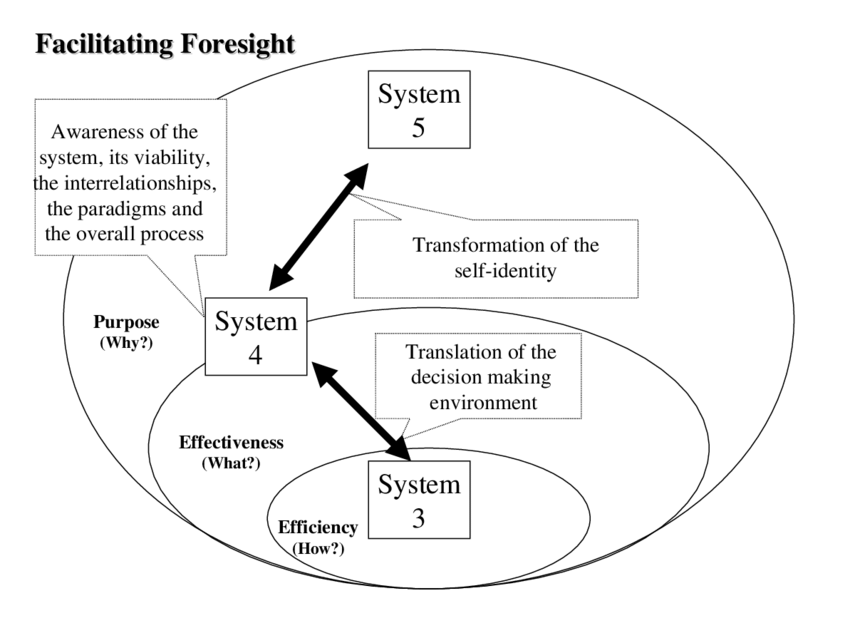 Facilitating Foresight
System
5
Awareness of the
system, its viability,
the interrelationships,
the paradigms and
the overall process
Transformation of the
self-identity
Purpose
(Why?)
System
4
Translation of the
decision making
environment
Effectiveness
(What?)
System
3
Efficiency
(How?)